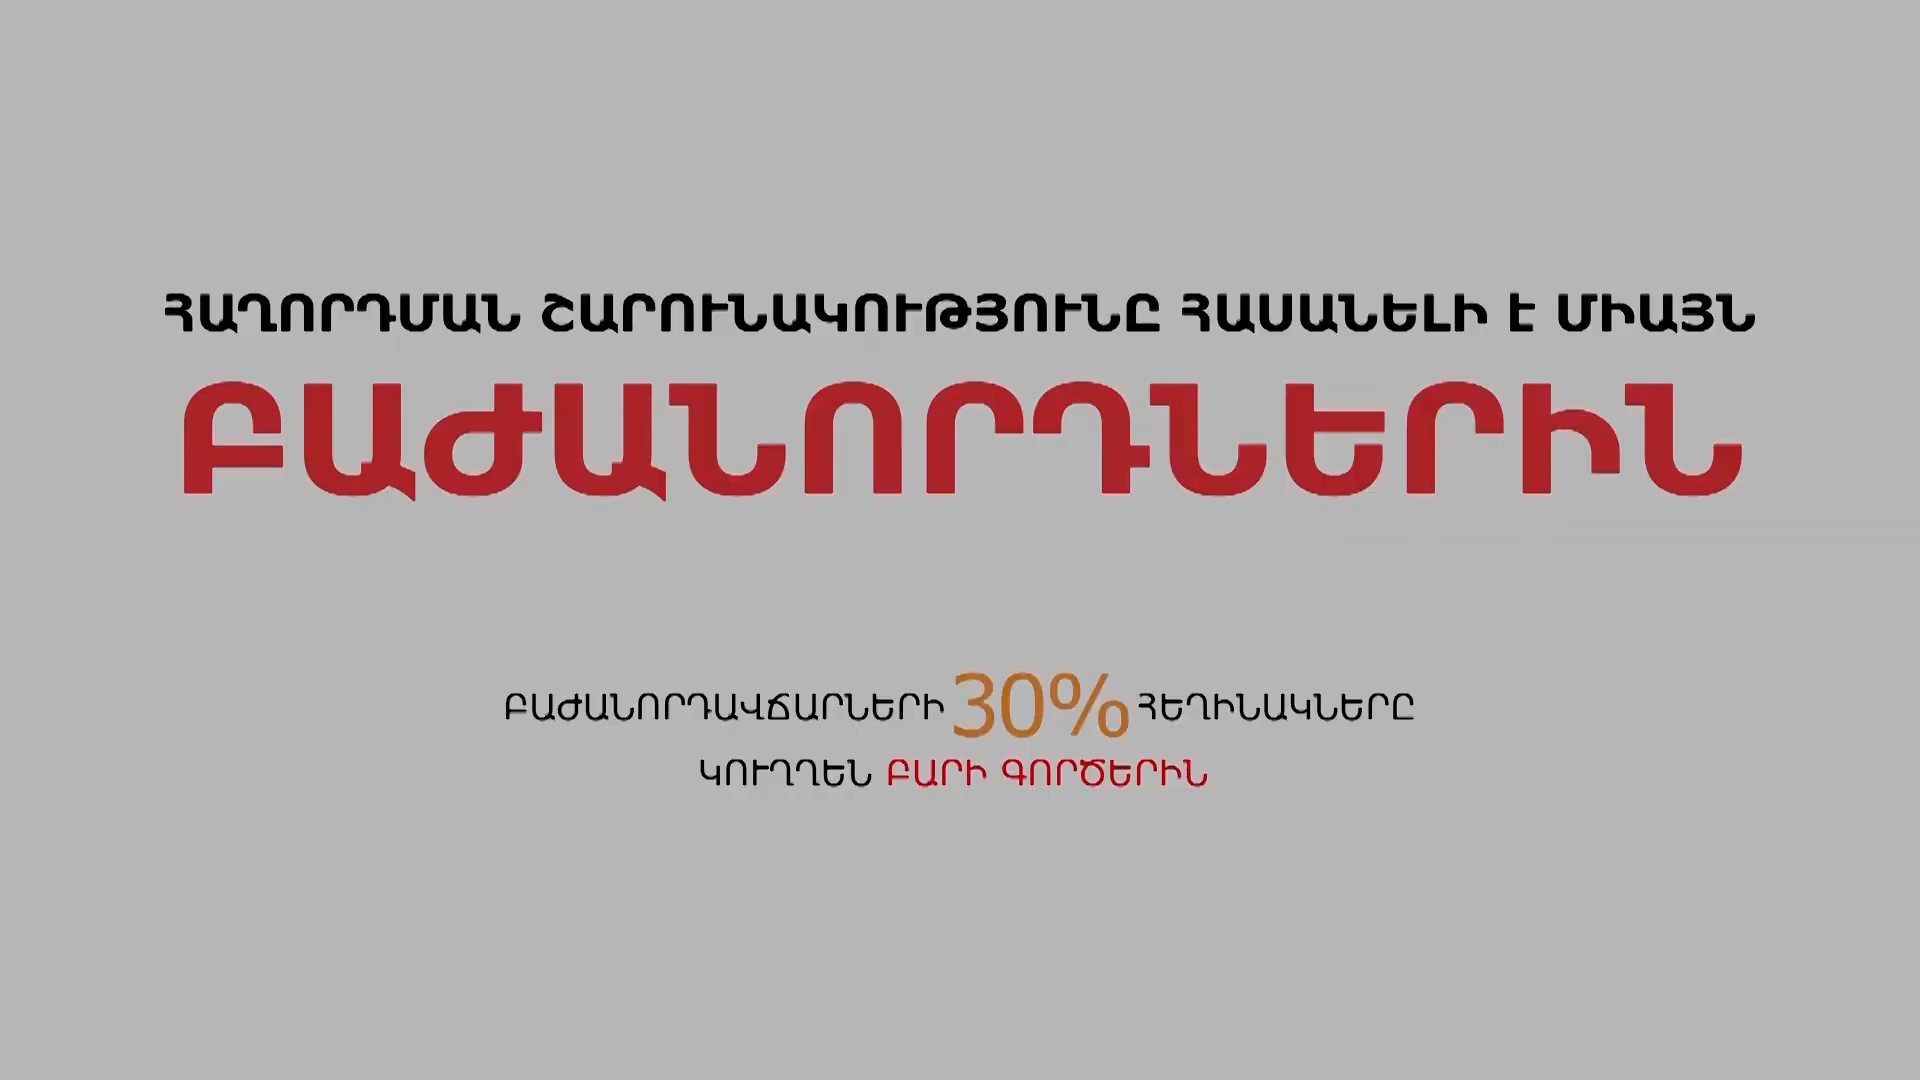 ՀԱՂՈՐԴՄԱՆ ՇԱՐՈՒՆԱԿՈՒԹՅՈՒՆԸ ՀԱՍԱՆԵԼԻ Է ՄԻԱՅՆ
ԲԱԺԱՆՈՐԴՆԵՐԻՆ
ԲԱԺԱՆՈՐԴԱՎՃԱՐՆԵՐԻ 30% ՀԵՂԻՆԱԿՆԵՐԸ
ԿՈՒՂՂԵՆ ԲԱՐԻ ԳՈՐԾԵՐԻՆ